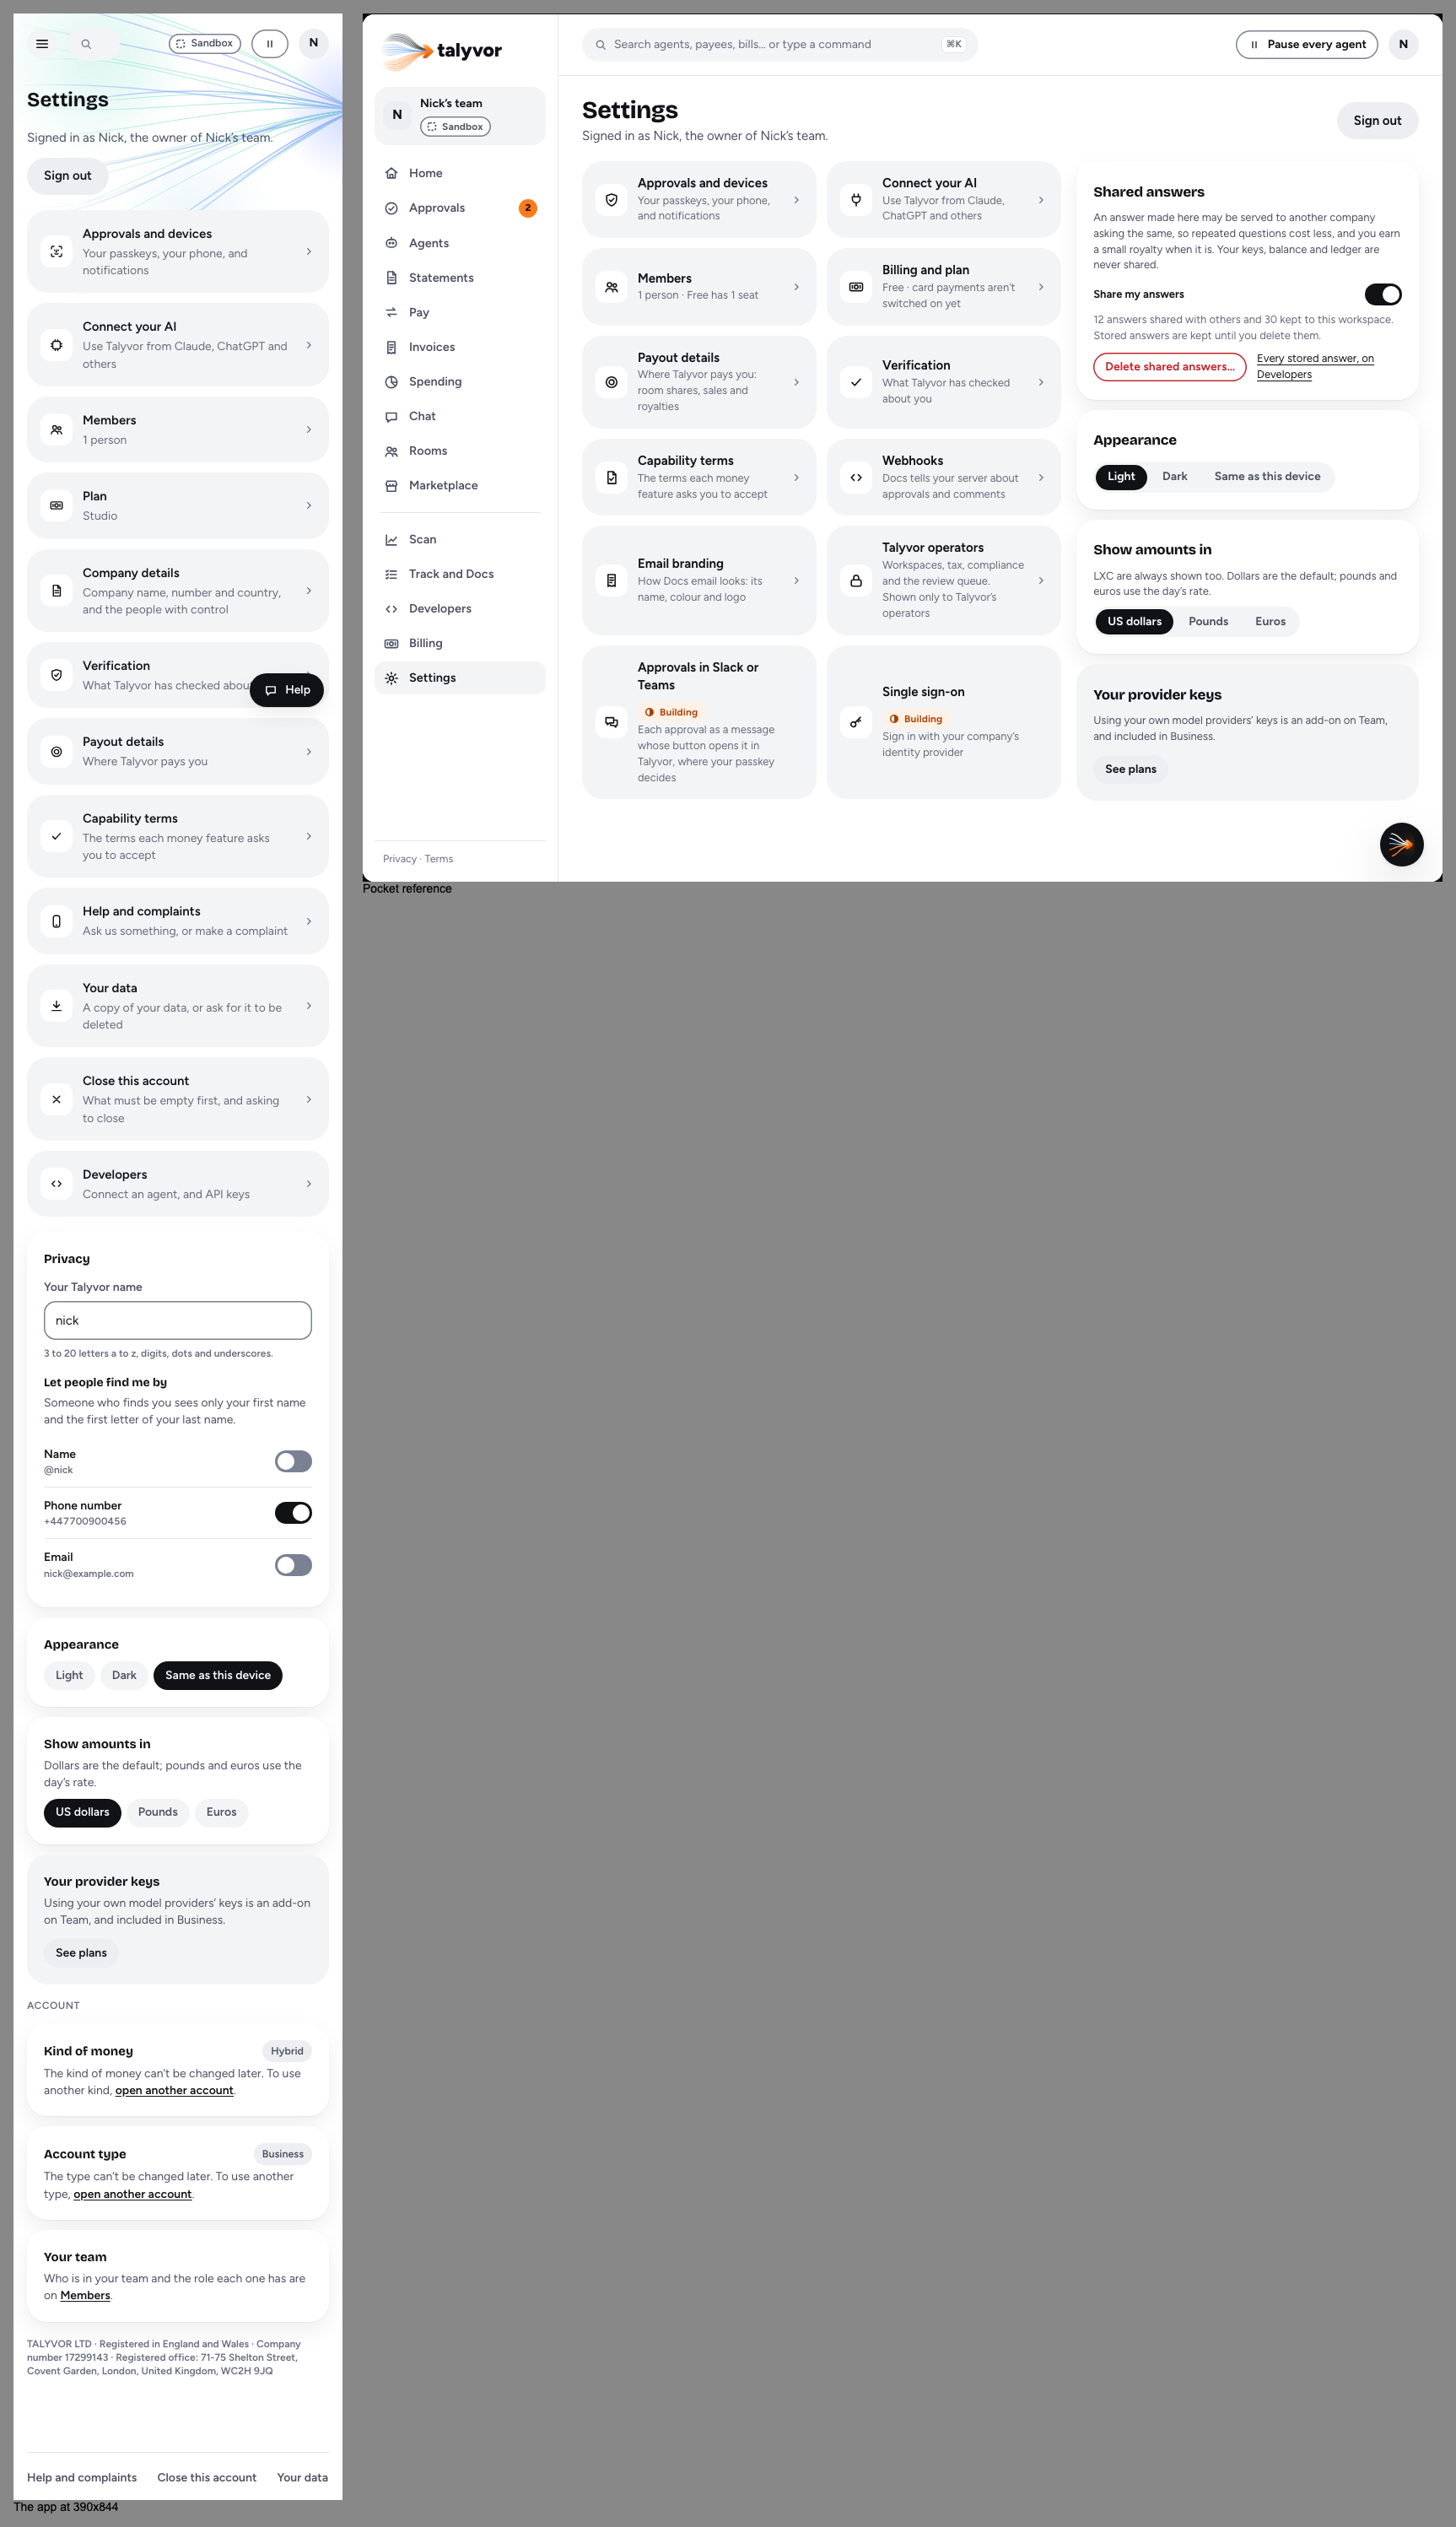 Sandbox
N
Settings
Signed in as Nick, the owner of Nick's team.
Sign out
Approvals and devices
Your passkeys, your phone, and
notifications
Connect your AI
Use Talyvor from Claude, ChatGPT and
others
Members
1 person
Plan
Studio
Company details
Company name, number and country,
and the people with control
Verification
What Talyvor has checked about
Help
Payout details
Where Talyvor pays you
Capability terms
The terms each money feature asks
you to accept
Help and complaints
Ask us something, or make a complaint
Your data
A copy of your data, or ask for it to be
deleted
Close this account
What must be empty first, and asking
to close
Developers
Connect an agent, and API keys
Privacy
Your Talyvor name
nick
3 to 20 letters a to z, digits, dots and underscores.
Let people find me by
Someone who finds you sees only your first name
and the first letter of your last name.
Name
@nick
Phone number
+447700900456
Email
nick@example.com
Appearance
Light Dark Same as this device
Show amounts in
Dollars are the default; pounds and euros use the
day's rate.
US dollars Pounds Euros
Your provider keys
Using your own model providers' keys is an add-on
on Team, and included in Business.
See plans
ACCOUNT
Kind of money Hybrid
The kind of money can't be changed later. To use
another kind, open another account.
Account type Business
The type can't be changed later. To use another
type, open another account.
Your team
Who is in your team and the role each one has are
on Members.
TALYVOR LTD · Registered in England and Wales · Company
number 17299143 · Registered office: 71-75 Shelton Street,
Covent Garden, London, United Kingdom, WC2H 9JQ
Help and complaints Close this account Your data
The app at 390x844
talyvor
N
Nick's team
Sandbox
Home
Approvals 2
Agents
Statements
Pay
Invoices
Spending
Chat
Rooms
Marketplace
Scan
Track and Docs
Developers
Billing
Settings
Privacy · Terms
Search agents, payees, bills... or type a command ⌘K
Pause every agent
N
Settings
Signed in as Nick, the owner of Nick's team.
Sign out
Approvals and devices
Your passkeys, your phone,
and notifications
Connect your AI
Use Talyvor from Claude,
ChatGPT and others
Members
1 person · Free has 1 seat
Billing and plan
Free · card payments aren't
switched on yet
Payout details
Where Talyvor pays you:
room shares, sales and
royalties
Verification
What Talyvor has checked
about you
Capability terms
The terms each money
feature asks you to accept
Webhooks
Docs tells your server about
approvals and comments
Email branding
How Docs email looks: its
name, colour and logo
Talyvor operators
Workspaces, tax, compliance
and the review queue.
Shown only to Talyvor's
operators
Approvals in Slack or
Teams
Building
Each approval as a message
whose button opens it in
Talyvor, where your passkey
decides
Single sign-on
Building
Sign in with your company's
identity provider
Shared answers
An answer made here may be served to another company
asking the same, so repeated questions cost less, and you earn
a small royalty when it is. Your keys, balance and ledger are
never shared.
Share my answers
12 answers shared with others and 30 kept to this workspace.
Stored answers are kept until you delete them.
Delete shared answers...
Every stored answer, on
Developers
Appearance
Light Dark Same as this device
Show amounts in
LXC are always shown too. Dollars are the default; pounds and
euros use the day's rate.
US dollars Pounds Euros
Your provider keys
Using your own model providers' keys is an add-on on Team,
and included in Business.
See plans
Pocket reference